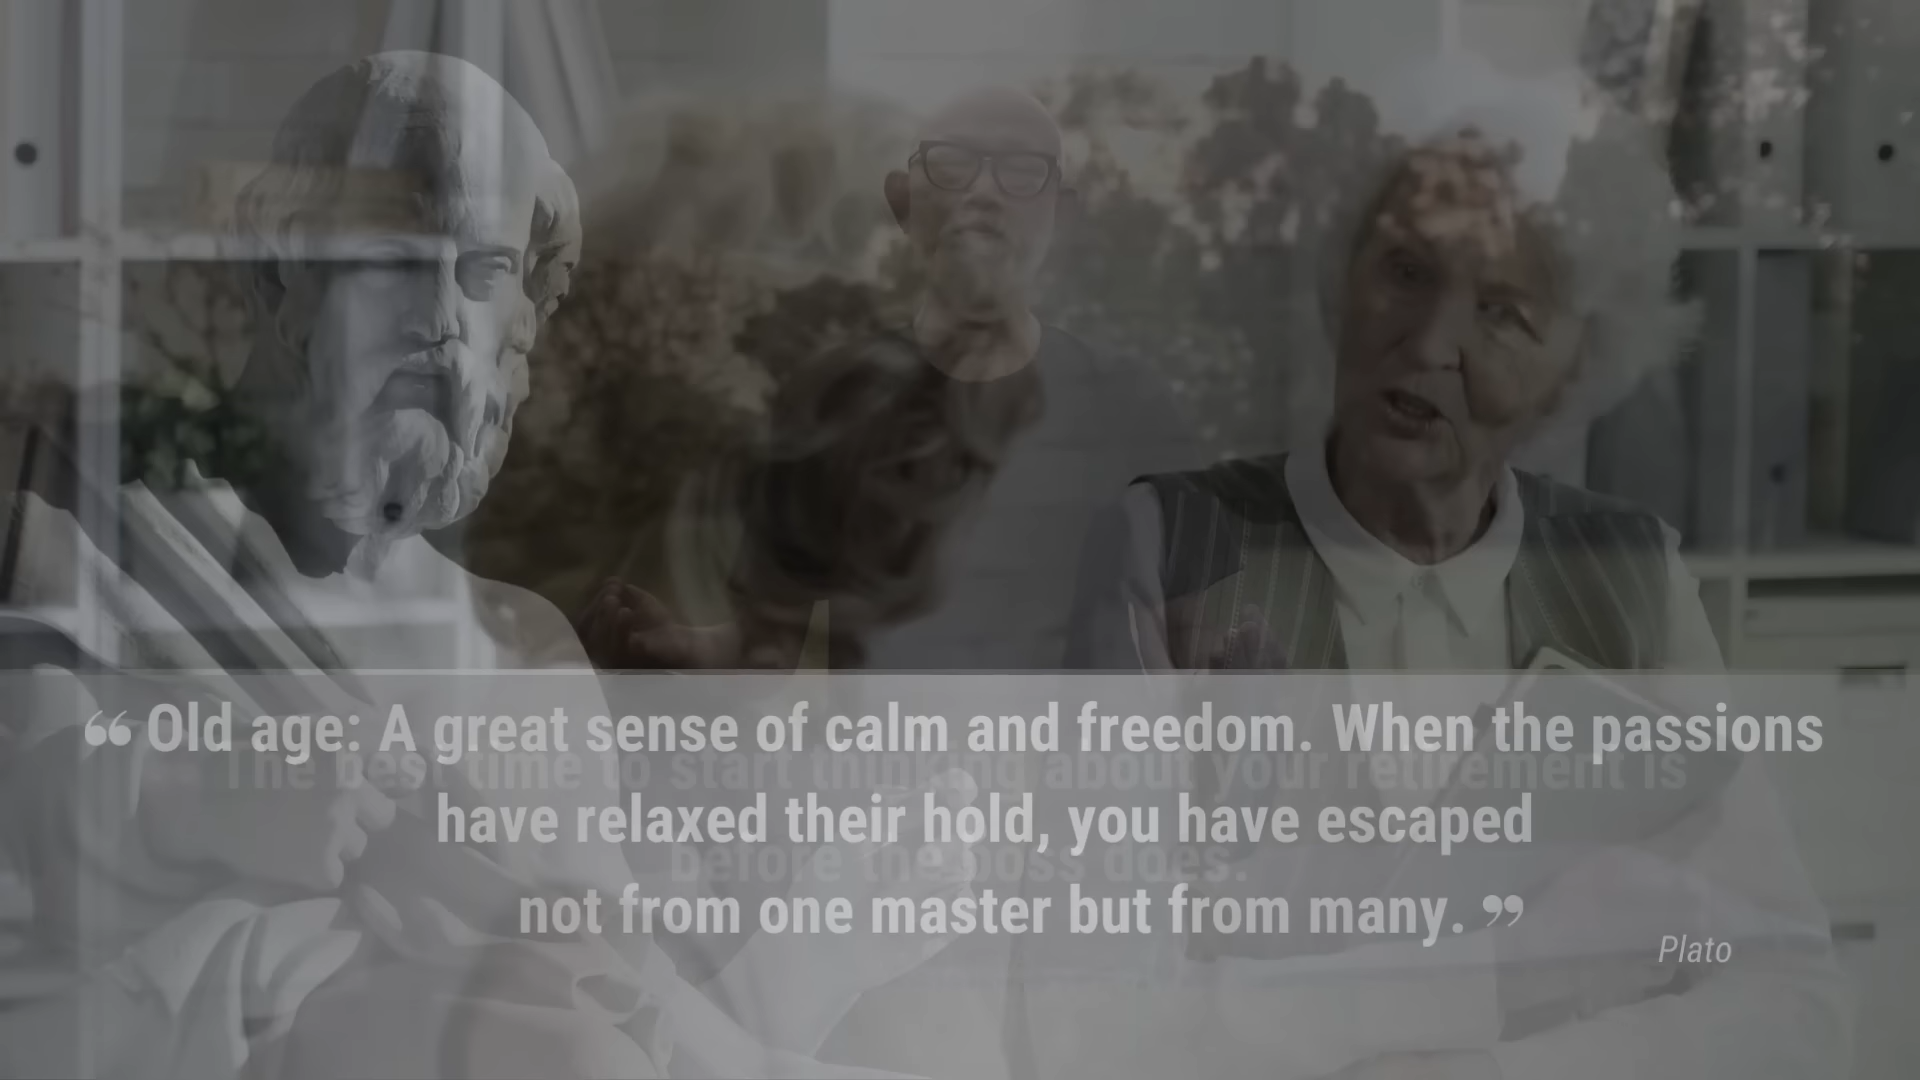 “Old age: A great sense of calm and freedom. When the passions
The best time to start thinking about your retirement is
have relaxed their hold, you have escaped
before the boss does.
not from one master but from many.”
Plato